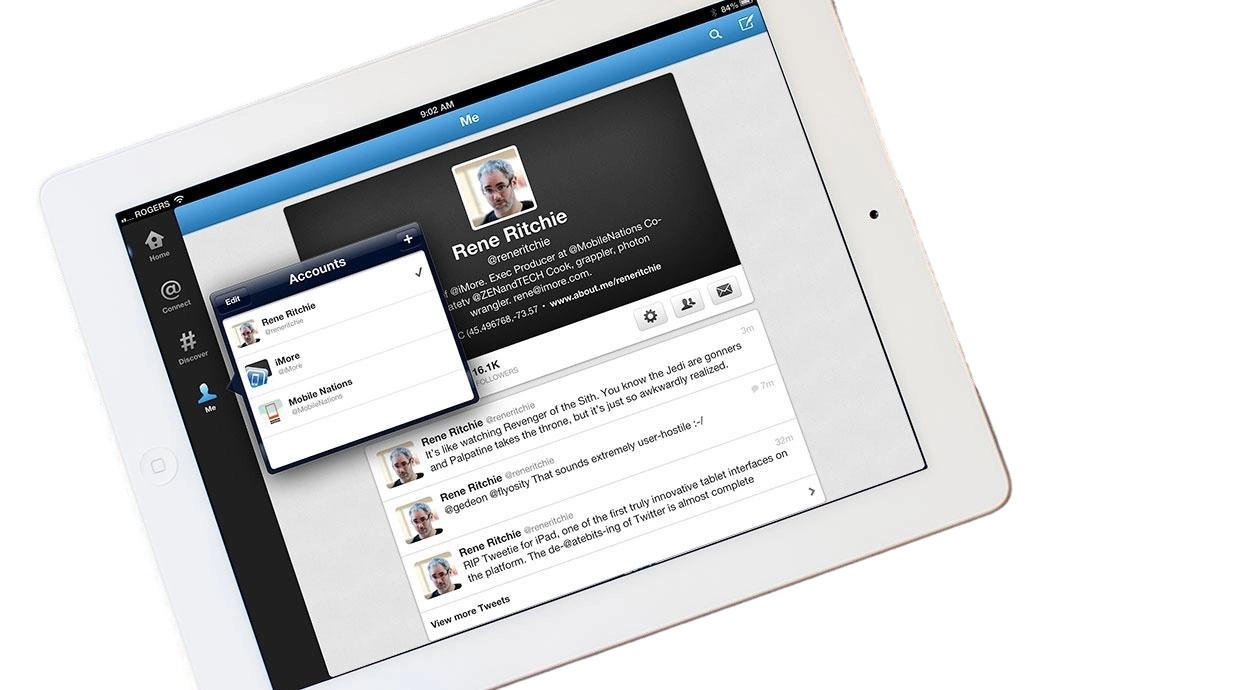 ROGERS
9:02 AM
84%
Me
Home
Connect
Discover
Me
Edit
Accounts
+
Rene Ritchie
@reneritchie
iMore
@iMore
Mobile Nations
@MobileNations
Rene Ritchie
@reneritchie
@iMore. Exec Producer at @MobileNations Co-
@ZENandTECH Cook, grappler, photon
wrangler. rene@imore.com.
(45.496768,-73.57 • www.about.me/reneritchie
16.1K
FOLLOWERS
Rene Ritchie @reneritchie 3m
It's like watching Revenger of the Sith. You know the Jedi are gonners
and Palpatine takes the throne, but it's just so awkwardly realized.
Rene Ritchie @reneritchie 7m
@gedeon @flyosity That sounds extremely user-hostile :-/
Rene Ritchie @reneritchie 32m
RIP Tweetie for iPad, one of the first truly innovative tablet interfaces on
the platform. The de-@atebits-ing of Twitter is almost complete
View more Tweets